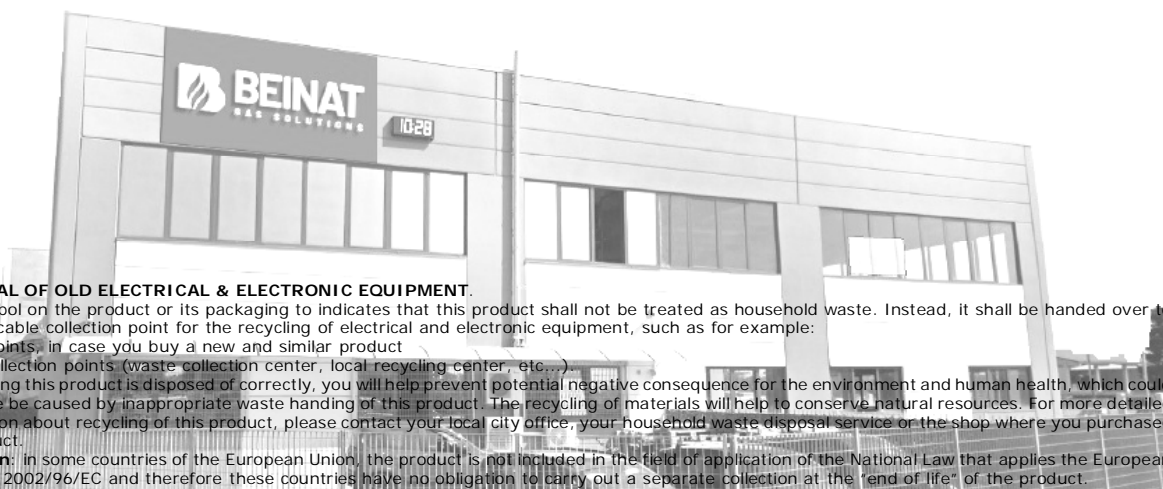 BEINAT
GAS SOLUTIONS
10:28
AL OF OLD ELECTRICAL & ELECTRONIC EQUIPMENT.
ool on the product or its packaging to indicates that this product shall not be treated as household waste. Instead, it shall be handed over t
cable collection point for the recycling of electrical and electronic equipment, such as for example:
oints, in case you buy a new and similar product
llection points (waste collection center, local recycling center, etc...).
ing this product is disposed of correctly, you will help prevent potential negative consequence for the environment and human health, which coul
e be caused by inappropriate waste handing of this product. The recycling of materials will help to conserve natural resources. For more detaile
on about recycling of this product, please contact your local city office, your household waste disposal service or the shop where you purchase
uct.
n: in some countries of the European Union, the product is not included in the field of application of the National Law that applies the European
2002/96/EC and therefore these countries have no obligation to carry out a separate collection at the "end of life" of the product.